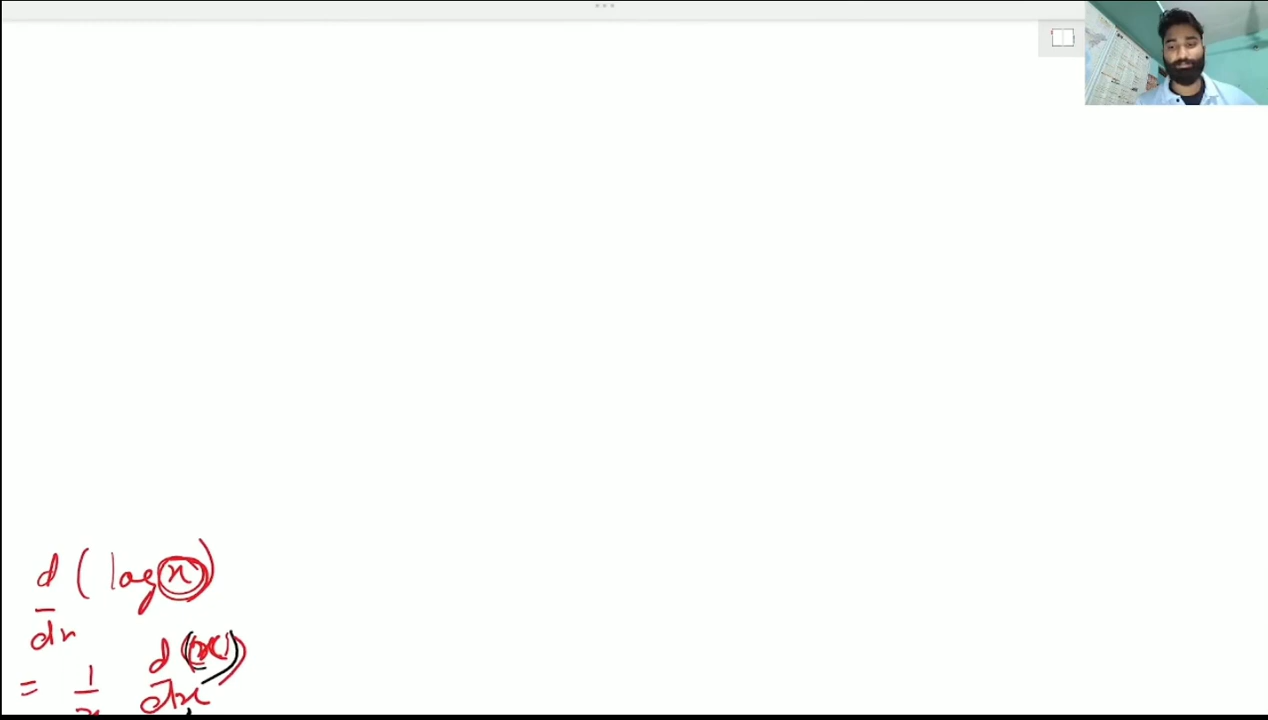 d/dx (log x)
= 1/x d(x)/dx